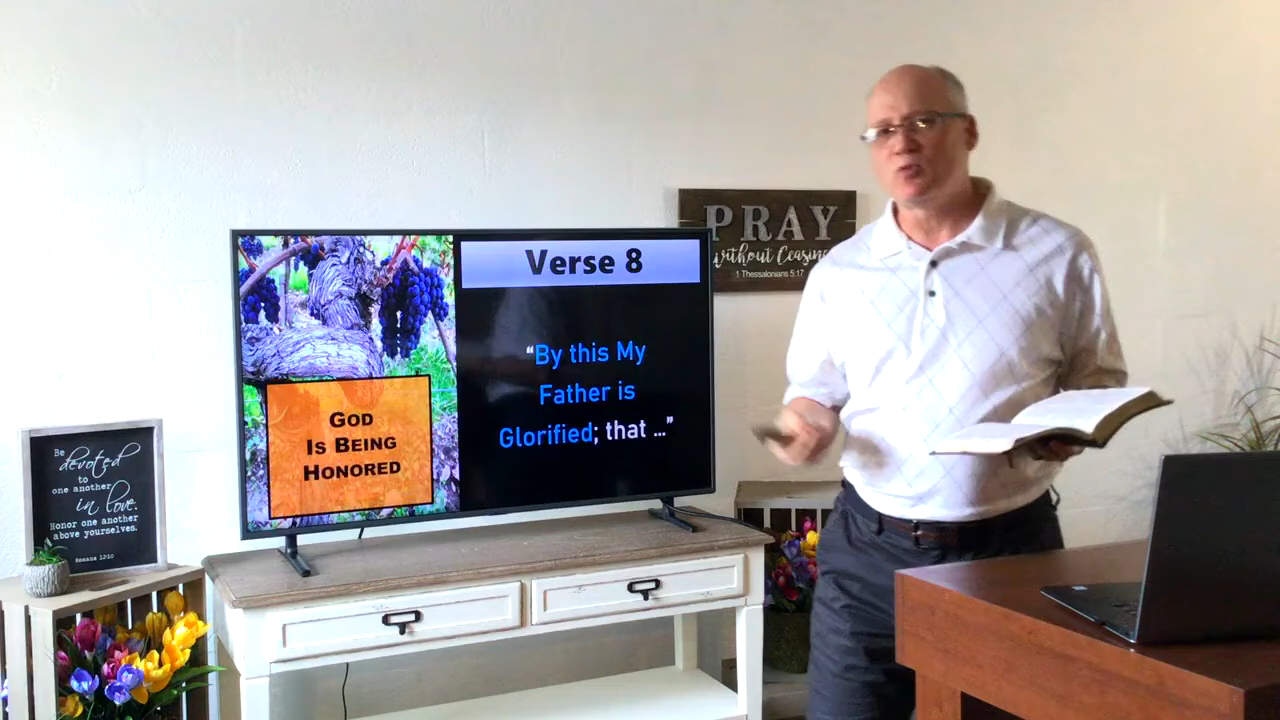 PRAY
without Ceasing
1 Thessalonians 5:17
Verse 8
"By this My
Father is
Glorified; that ..."
God
Is Being
Honored
Be
devoted
to
one another
in love.
Honor one another
above yourselves.
Romans 12:10